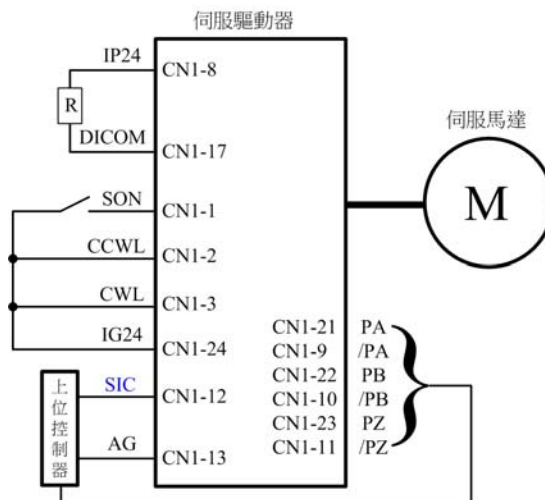 伺服驅動器
IP24 CN1-8
R
DICOM CN1-17
伺服馬達
M
SON CN1-1
CCWL CN1-2
CWL CN1-3
IG24 CN1-24
CN1-21 PA
CN1-9 /PA
CN1-22 PB
CN1-10 /PB
CN1-23 PZ
CN1-11 /PZ
上位控制器
SIC CN1-12
AG CN1-13